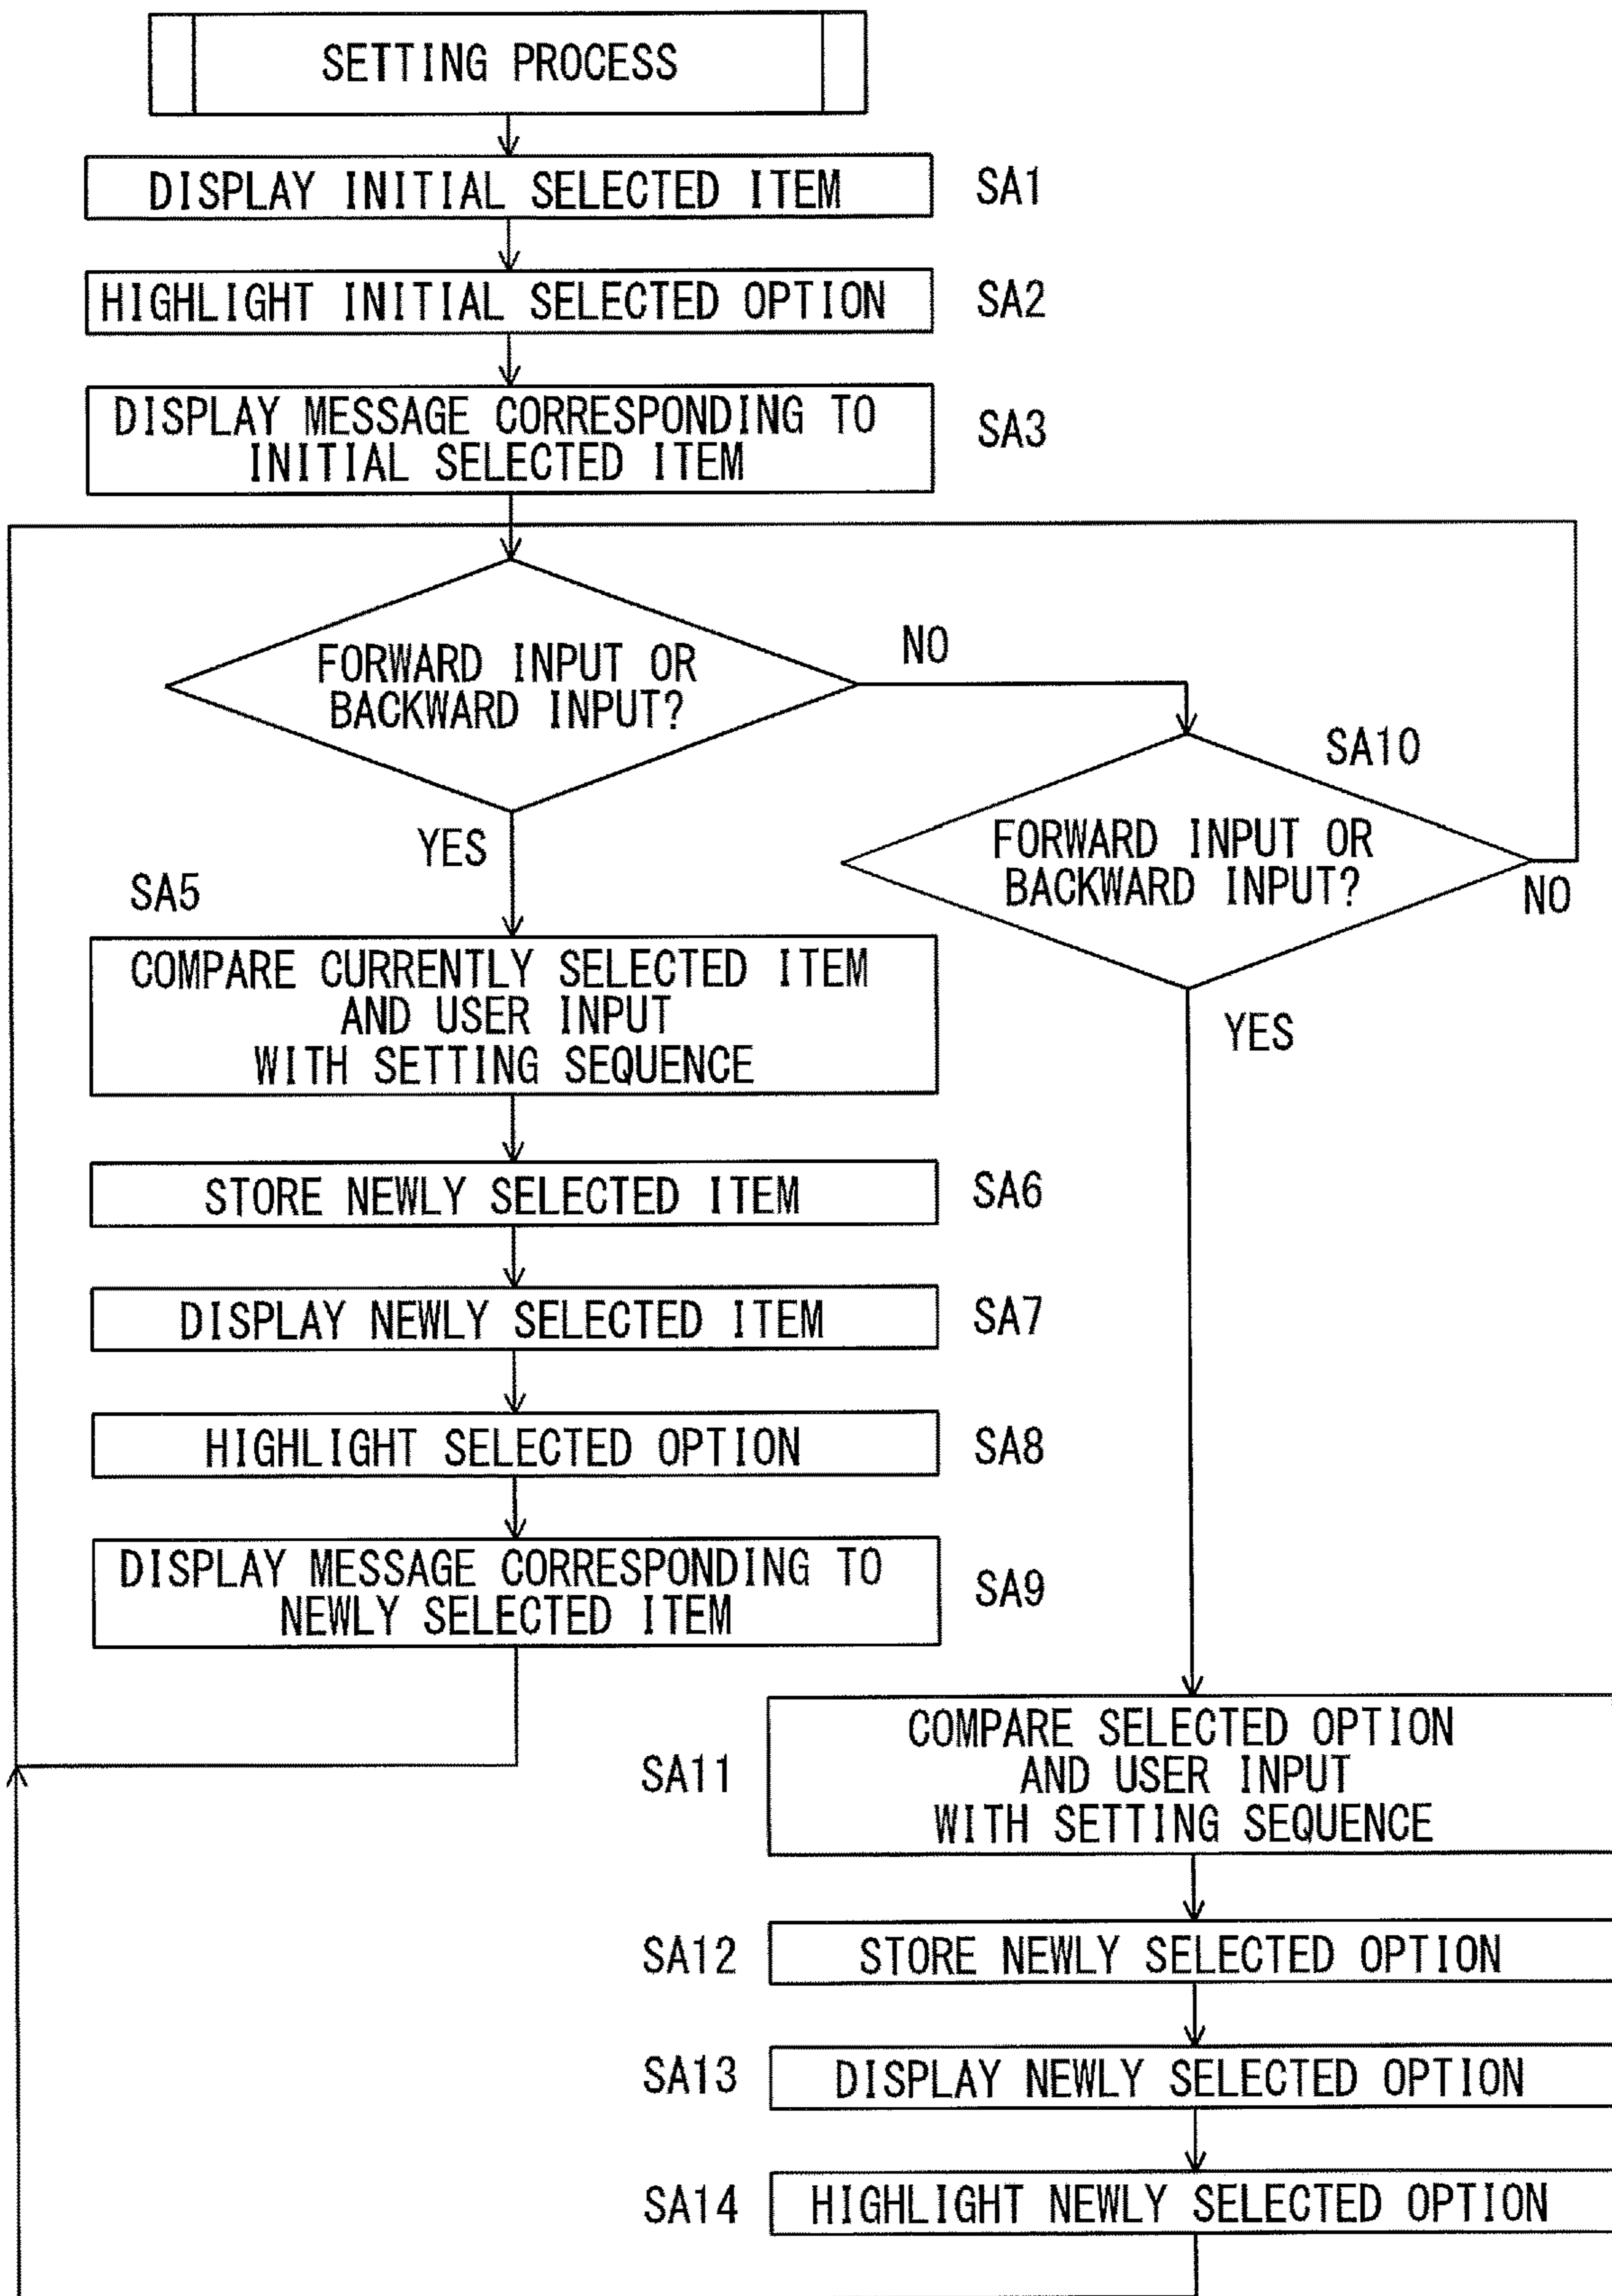 SETTING PROCESS
DISPLAY INITIAL SELECTED ITEM
SA1
HIGHLIGHT INITIAL SELECTED OPTION
SA2
DISPLAY MESSAGE CORRESPONDING TO
INITIAL SELECTED ITEM
SA3
FORWARD INPUT OR
BACKWARD INPUT?
NO
YES
SA10
FORWARD INPUT OR
BACKWARD INPUT?
NO
YES
SA5
COMPARE CURRENTLY SELECTED ITEM
AND USER INPUT
WITH SETTING SEQUENCE
STORE NEWLY SELECTED ITEM
SA6
DISPLAY NEWLY SELECTED ITEM
SA7
HIGHLIGHT SELECTED OPTION
SA8
DISPLAY MESSAGE CORRESPONDING TO
NEWLY SELECTED ITEM
SA9
SA11
COMPARE SELECTED OPTION
AND USER INPUT
WITH SETTING SEQUENCE
SA12
STORE NEWLY SELECTED OPTION
SA13
DISPLAY NEWLY SELECTED OPTION
SA14
HIGHLIGHT NEWLY SELECTED OPTION